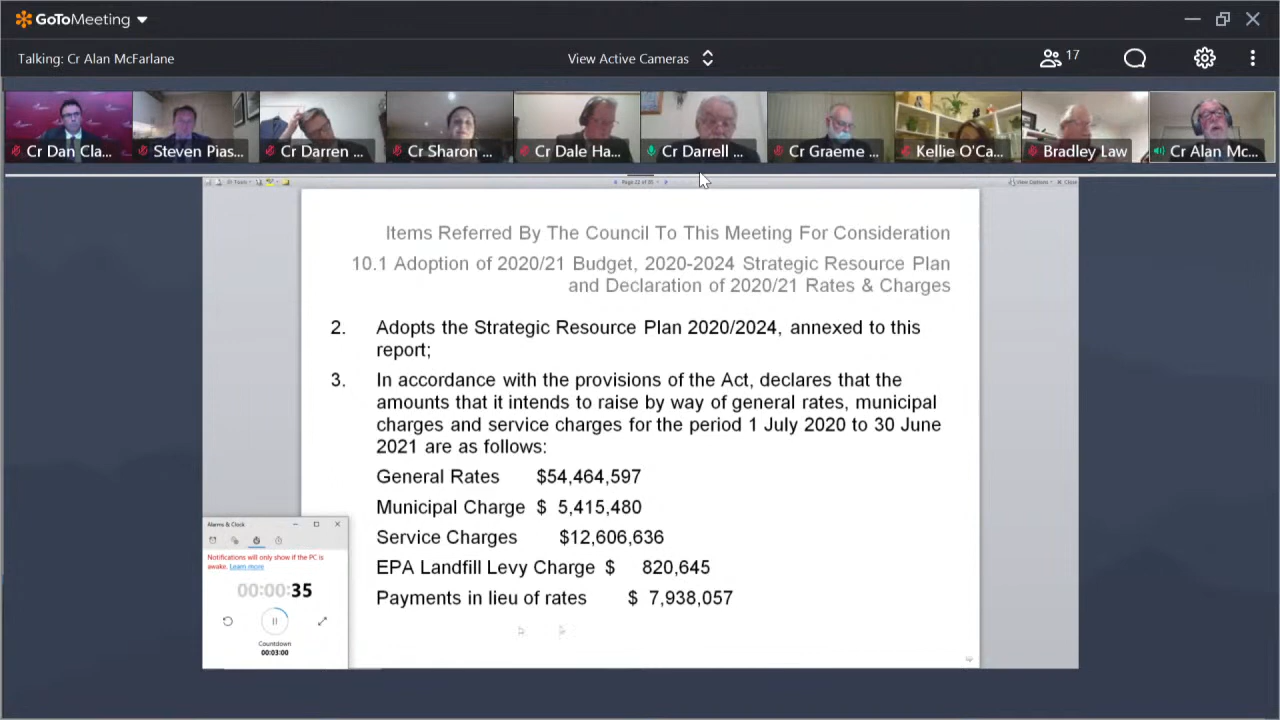 GoToMeeting
Talking: Cr Alan McFarlane
View Active Cameras
17
Cr Dan Cla...
Steven Pias...
Cr Darren ...
Cr Sharon ...
Cr Dale Ha...
Cr Darrell ...
Cr Graeme ...
Kellie O'Ca...
Bradley Law
Cr Alan Mc...
Tools
Page 22 of 35
View Options
Close
Items Referred By The Council To This Meeting For Consideration
10.1 Adoption of 2020/21 Budget, 2020-2024 Strategic Resource Plan
and Declaration of 2020/21 Rates & Charges
2. Adopts the Strategic Resource Plan 2020/2024, annexed to this
report;
3. In accordance with the provisions of the Act, declares that the
amounts that it intends to raise by way of general rates, municipal
charges and service charges for the period 1 July 2020 to 30 June
2021 are as follows:
General Rates $54,464,597
Municipal Charge $ 5,415,480
Service Charges $12,606,636
EPA Landfill Levy Charge $ 820,645
Payments in lieu of rates $ 7,938,057
Alarms & Clock
Notifications will only show if the PC is
awake. Learn more
00:00:35
Countdown
00:03:00